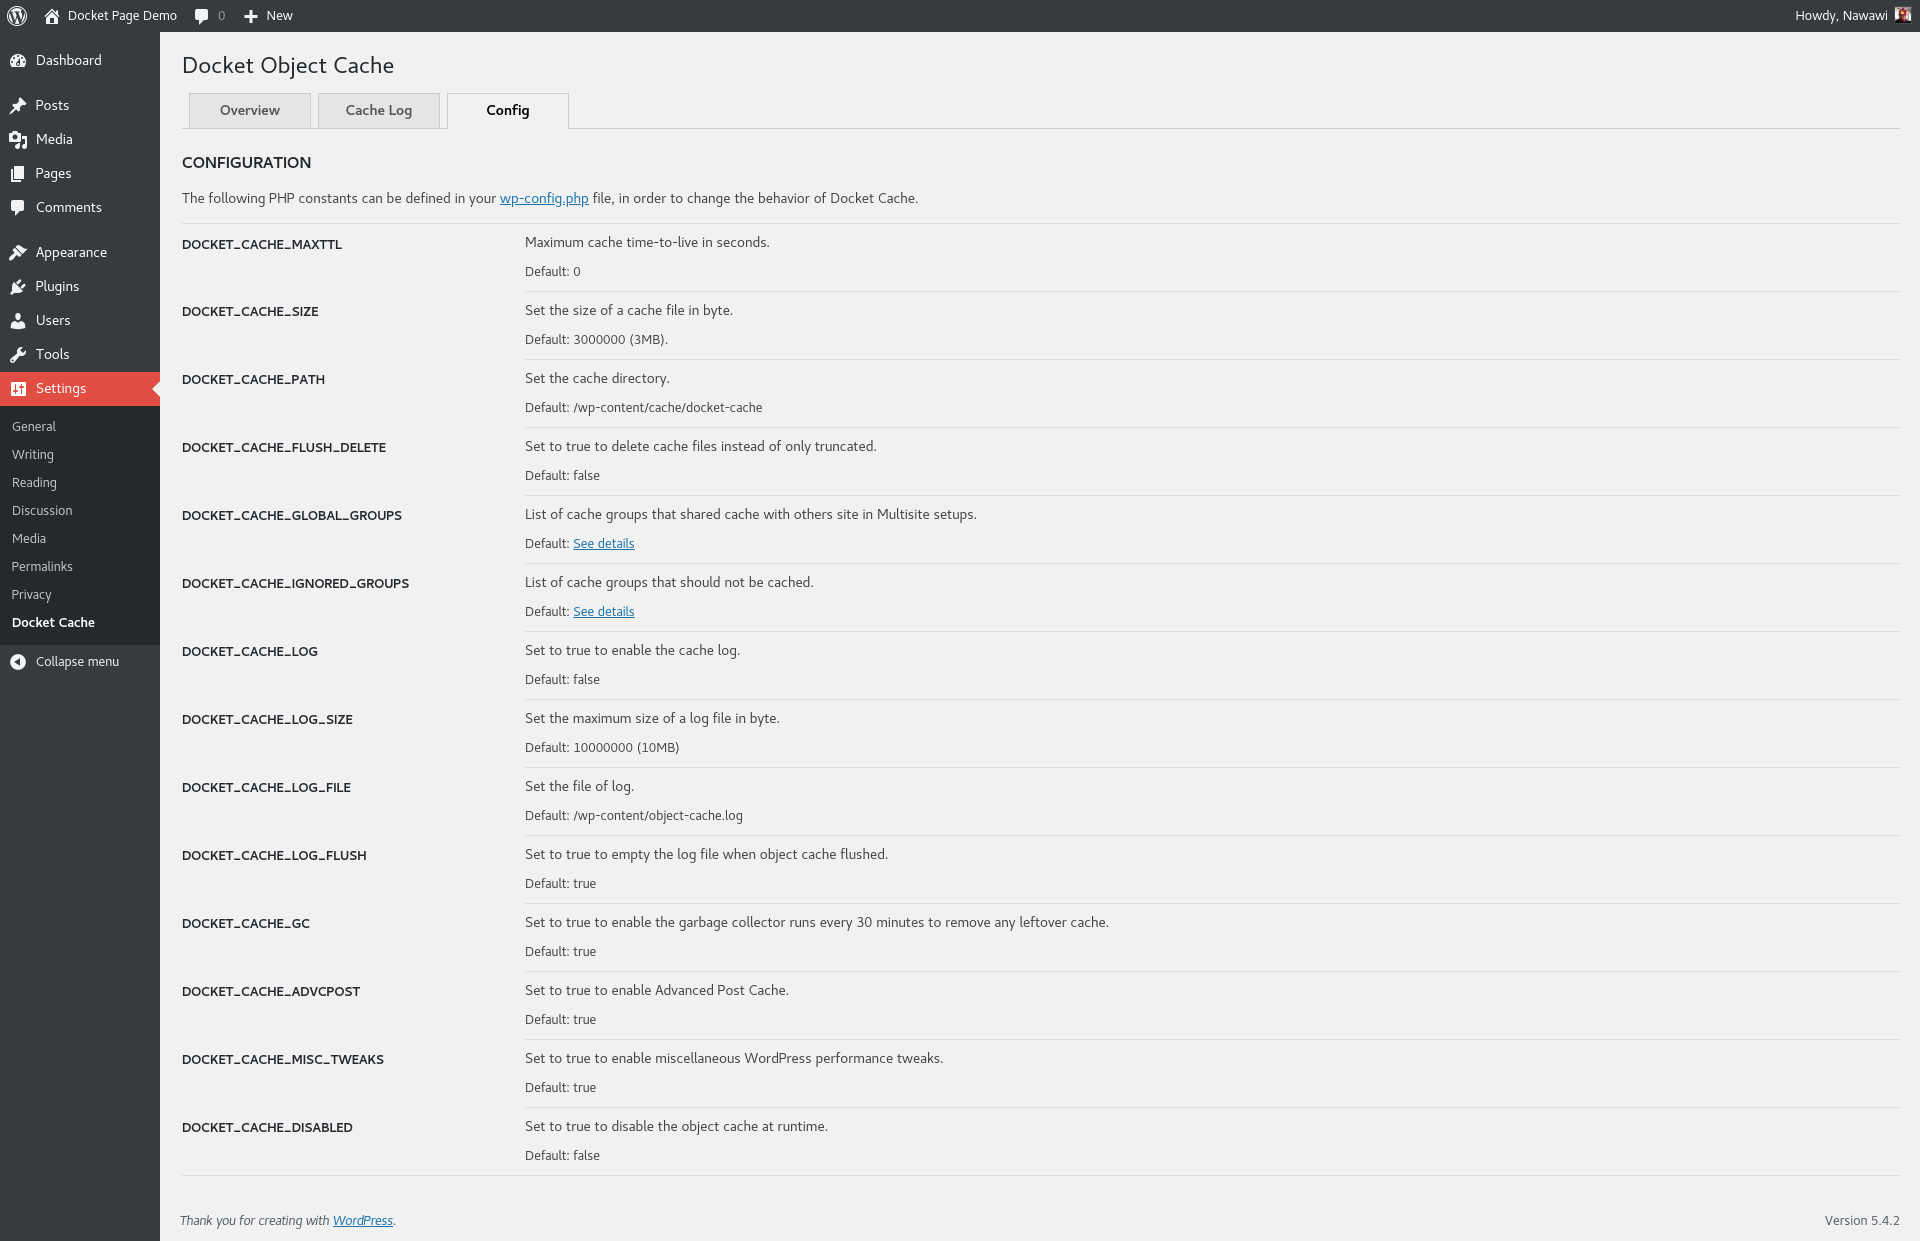 Docket Page Demo 0 New Howdy, Nawawi
Dashboard
Posts
Media
Pages
Comments
Appearance
Plugins
Users
Tools
Settings
General
Writing
Reading
Discussion
Media
Permalinks
Privacy
Docket Cache
Collapse menu
Docket Object Cache
Overview Cache Log Config
CONFIGURATION
The following PHP constants can be defined in your wp-config.php file, in order to change the behavior of Docket Cache.
DOCKET_CACHE_MAXTTL Maximum cache time-to-live in seconds.
Default: 0
DOCKET_CACHE_SIZE Set the size of a cache file in byte.
Default: 3000000 (3MB).
DOCKET_CACHE_PATH Set the cache directory.
Default: /wp-content/cache/docket-cache
DOCKET_CACHE_FLUSH_DELETE Set to true to delete cache files instead of only truncated.
Default: false
DOCKET_CACHE_GLOBAL_GROUPS List of cache groups that shared cache with others site in Multisite setups.
Default: See details
DOCKET_CACHE_IGNORED_GROUPS List of cache groups that should not be cached.
Default: See details
DOCKET_CACHE_LOG Set to true to enable the cache log.
Default: false
DOCKET_CACHE_LOG_SIZE Set the maximum size of a log file in byte.
Default: 10000000 (10MB)
DOCKET_CACHE_LOG_FILE Set the file of log.
Default: /wp-content/object-cache.log
DOCKET_CACHE_LOG_FLUSH Set to true to empty the log file when object cache flushed.
Default: true
DOCKET_CACHE_GC Set to true to enable the garbage collector runs every 30 minutes to remove any leftover cache.
Default: true
DOCKET_CACHE_ADVCPOST Set to true to enable Advanced Post Cache.
Default: true
DOCKET_CACHE_MISC_TWEAKS Set to true to enable miscellaneous WordPress performance tweaks.
Default: true
DOCKET_CACHE_DISABLED Set to true to disable the object cache at runtime.
Default: false
Thank you for creating with WordPress. Version 5.4.2